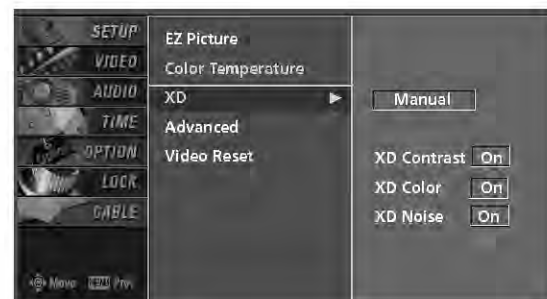 SETUP
VIDEO
AUDIO
TIME
OPTION
LOCK
CABLE
Move MENU Prev.
EZ Picture
Color Temperature
XD ▶
Advanced
Video Reset
Manual
XD Contrast On
XD Color On
XD Noise On